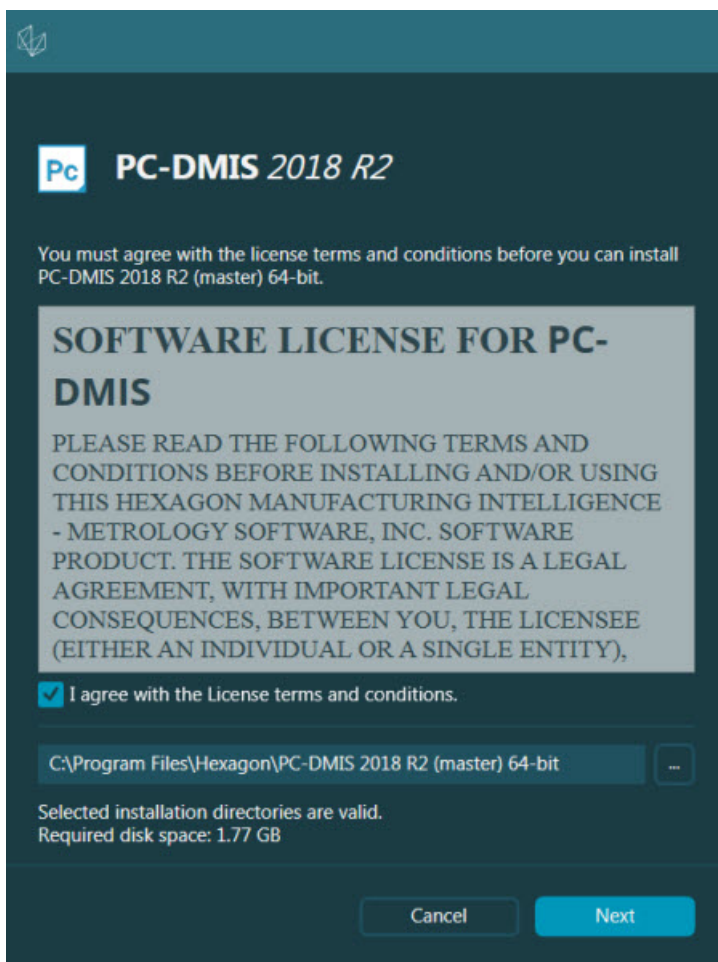 Pc PC-DMIS 2018 R2
You must agree with the license terms and conditions before you can install
PC-DMIS 2018 R2 (master) 64-bit.
SOFTWARE LICENSE FOR PC-
DMIS
PLEASE READ THE FOLLOWING TERMS AND
CONDITIONS BEFORE INSTALLING AND/OR USING
THIS HEXAGON MANUFACTURING INTELLIGENCE
- METROLOGY SOFTWARE, INC. SOFTWARE
PRODUCT. THE SOFTWARE LICENSE IS A LEGAL
AGREEMENT, WITH IMPORTANT LEGAL
CONSEQUENCES, BETWEEN YOU, THE LICENSEE
(EITHER AN INDIVIDUAL OR A SINGLE ENTITY),
I agree with the License terms and conditions.
C:\Program Files\Hexagon\PC-DMIS 2018 R2 (master) 64-bit ...
Selected installation directories are valid.
Required disk space: 1.77 GB
Cancel Next